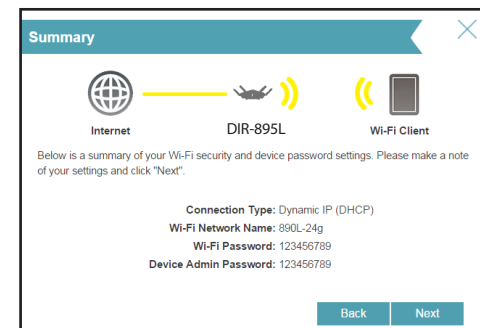 Summary
Internet
DIR-895L
Wi-Fi Client
Below is a summary of your Wi-Fi security and device password settings. Please make a note
of your settings and click "Next".
Connection Type: Dynamic IP (DHCP)
Wi-Fi Network Name: 890L-24g
Wi-Fi Password: 123456789
Device Admin Password: 123456789
Back
Next